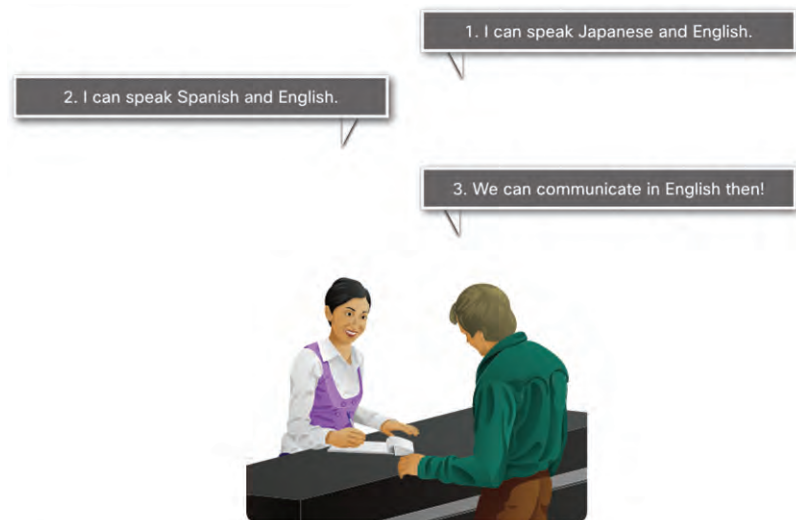 1. I can speak Japanese and English.
2. I can speak Spanish and English.
3. We can communicate in English then!